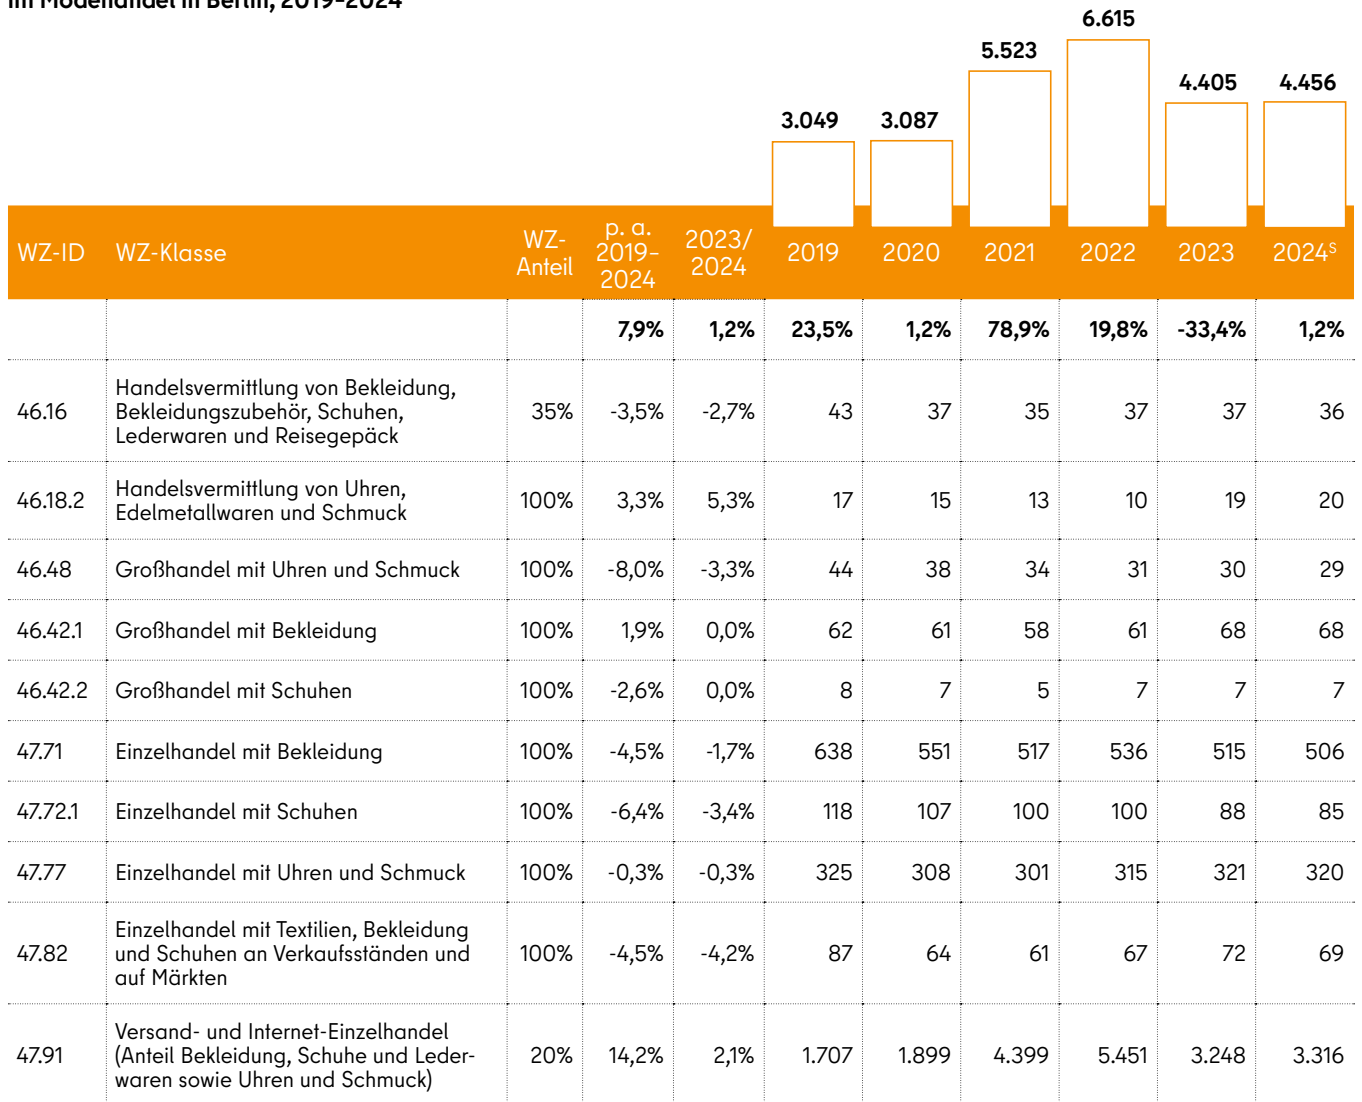 im Modehandel in Berlin, 2019–2024
6.615
5.523
4.405 4.456
3.049 3.087
WZ-ID WZ-Klasse WZ-Anteil p. a. 2019–2024 2023/2024 2019 2020 2021 2022 2023 2024ˢ
7,9% 1,2% 23,5% 1,2% 78,9% 19,8% -33,4% 1,2%
Handelsvermittlung von Bekleidung,
46.16 Bekleidungszubehör, Schuhen, 35% -3,5% -2,7% 43 37 35 37 37 36
Lederwaren und Reisegepäck
46.18.2 Handelsvermittlung von Uhren, 100% 3,3% 5,3% 17 15 13 10 19 20
Edelmetallwaren und Schmuck
46.48 Großhandel mit Uhren und Schmuck 100% -8,0% -3,3% 44 38 34 31 30 29
46.42.1 Großhandel mit Bekleidung 100% 1,9% 0,0% 62 61 58 61 68 68
46.42.2 Großhandel mit Schuhen 100% -2,6% 0,0% 8 7 5 7 7 7
47.71 Einzelhandel mit Bekleidung 100% -4,5% -1,7% 638 551 517 536 515 506
47.72.1 Einzelhandel mit Schuhen 100% -6,4% -3,4% 118 107 100 100 88 85
47.77 Einzelhandel mit Uhren und Schmuck 100% -0,3% -0,3% 325 308 301 315 321 320
Einzelhandel mit Textilien, Bekleidung
47.82 und Schuhen an Verkaufsständen und 100% -4,5% -4,2% 87 64 61 67 72 69
auf Märkten
Versand- und Internet-Einzelhandel
47.91 (Anteil Bekleidung, Schuhe und Leder- 20% 14,2% 2,1% 1.707 1.899 4.399 5.451 3.248 3.316
waren sowie Uhren und Schmuck)